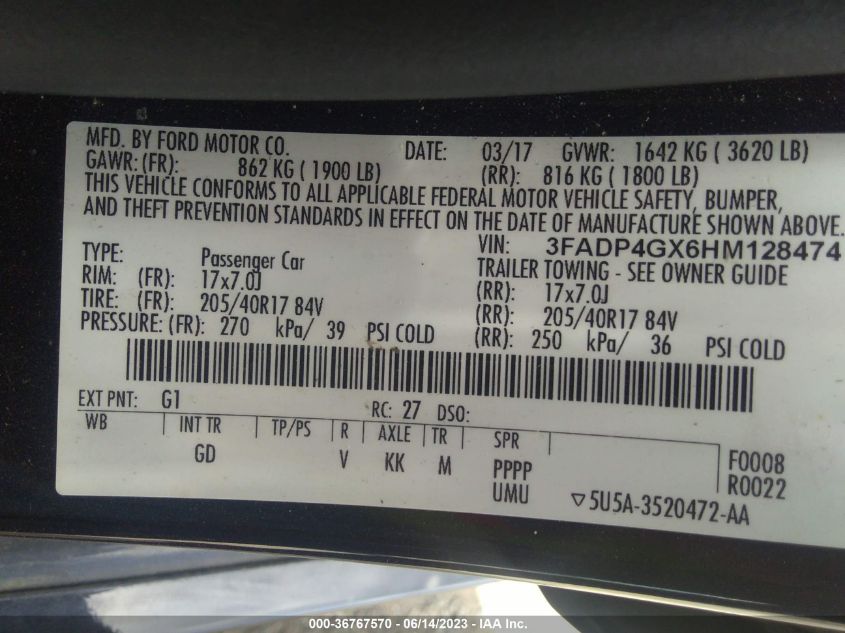 MFD. BY FORD MOTOR CO. DATE: 03/17 GVWR: 1642 KG ( 3620 LB)
GAWR: (FR): 862 KG ( 1900 LB) (RR): 816 KG ( 1800 LB)
THIS VEHICLE CONFORMS TO ALL APPLICABLE FEDERAL MOTOR VEHICLE SAFETY, BUMPER,
AND THEFT PREVENTION STANDARDS IN EFFECT ON THE DATE OF MANUFACTURE SHOWN ABOVE.
VIN: 3FADP4GX6HM128474
TYPE: Passenger Car TRAILER TOWING - SEE OWNER GUIDE
RIM: (FR): 17x7.0J (RR): 17x7.0J
TIRE: (FR): 205/40R17 84V (RR): 205/40R17 84V
PRESSURE: (FR): 270 kPa/ 39 PSI COLD (RR): 250 kPa/ 36 PSI COLD
EXT PNT: G1 RC: 27 DSO:
WB INT TR TP/PS R AXLE TR SPR
GD V KK M PPPP F0008
UMU R0022
▽5U5A-3520472-AA
000-36767570 - 06/14/2023 - IAA Inc.